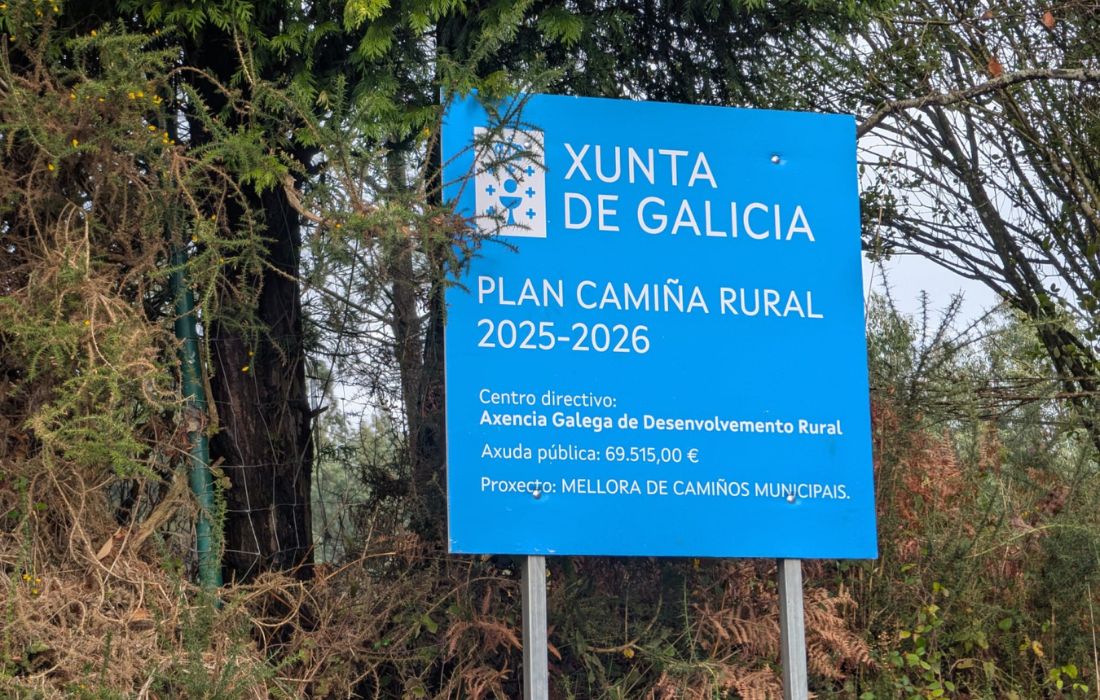 XUNTA
DE GALICIA
PLAN CAMIÑA RURAL
2025-2026
Centro directivo:
Axencia Galega de Desenvolvemento Rural
Axuda pública: 69.515,00 €
Proxecto: MELLORA DE CAMIÑOS MUNICIPAIS.